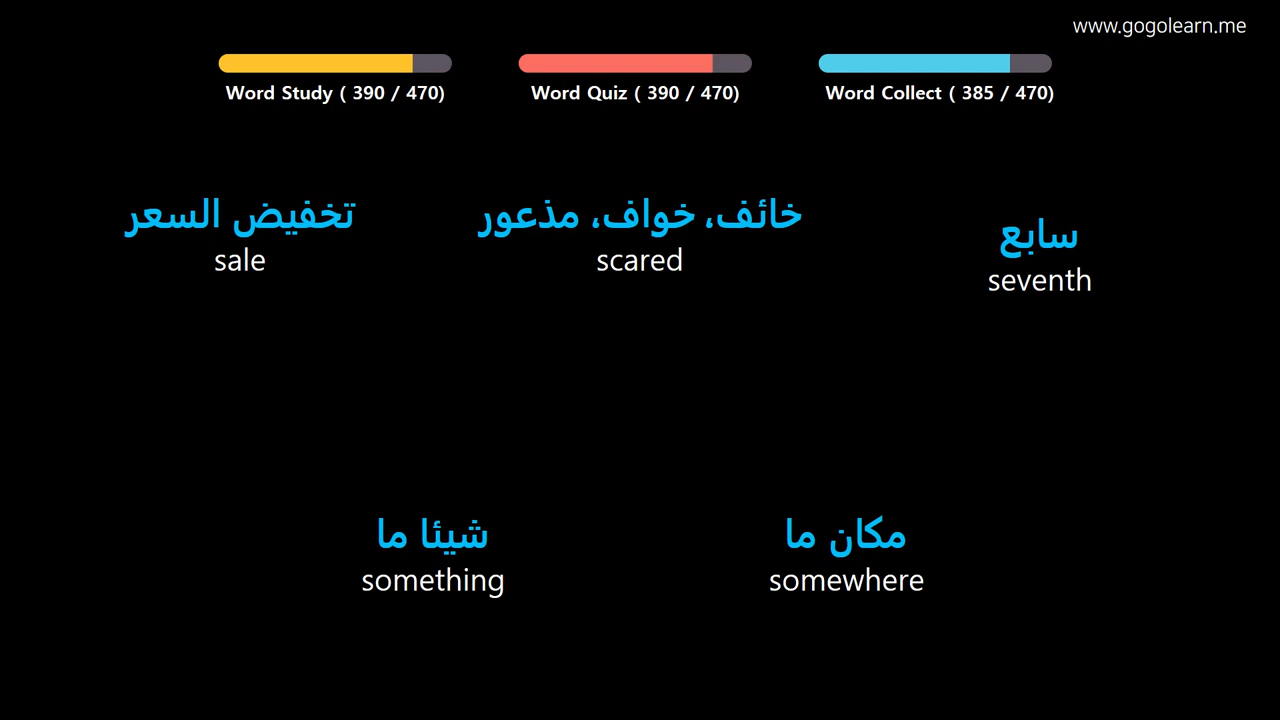 www.gogolearn.me
Word Study ( 390 / 470)
Word Quiz ( 390 / 470)
Word Collect ( 385 / 470)
تخفيض السعر
sale
خائف، خواف، مذعور
scared
سابع
seventh
شيئا ما
something
مكان ما
somewhere